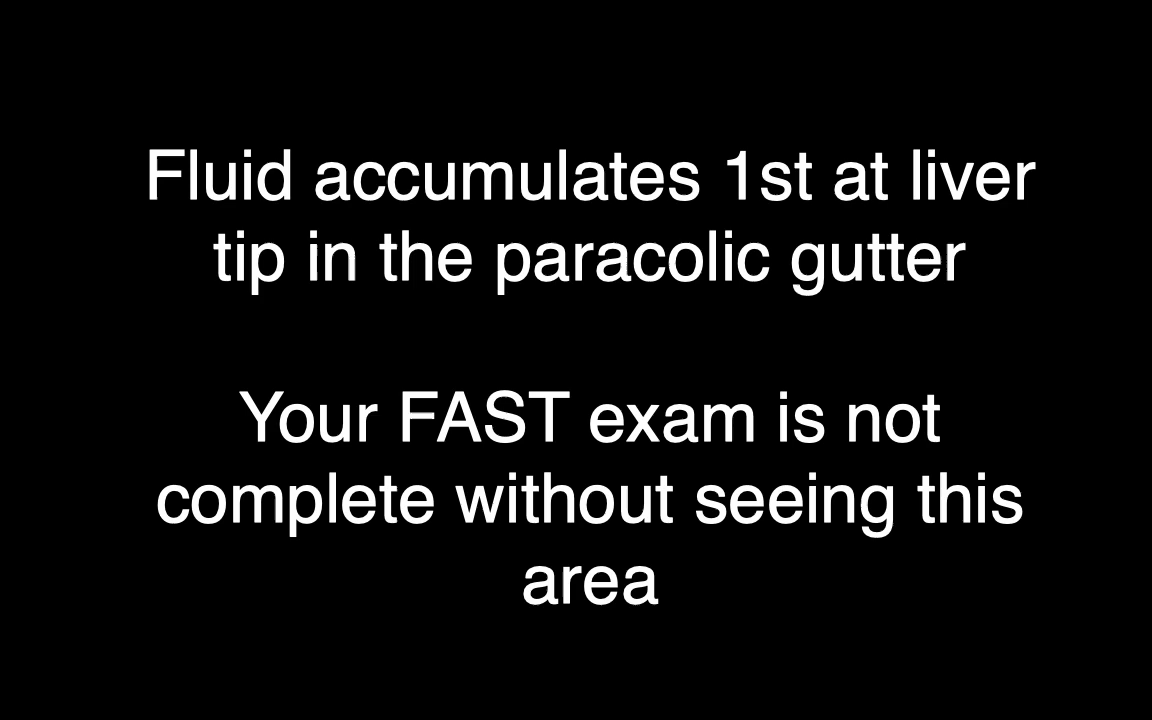 Fluid accumulates 1st at liver
tip in the paracolic gutter
Your FAST exam is not
complete without seeing this
area